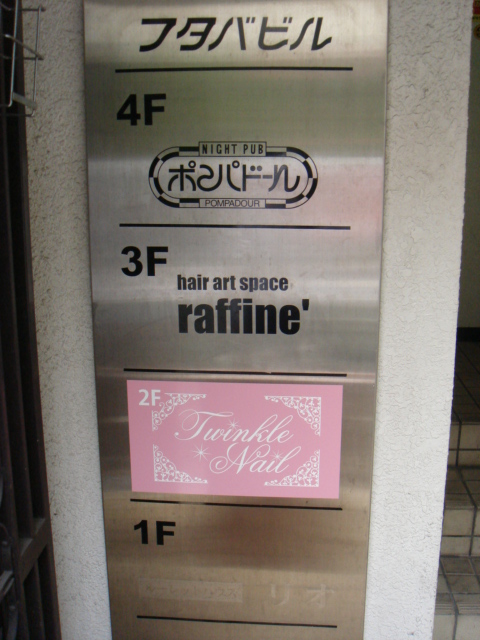 フタバビル
4F
NIGHT PUB
ポンパドール
POMPADOUR
3F
hair art space
raffine'
2F
Twinkle
Nail
1F
リオ